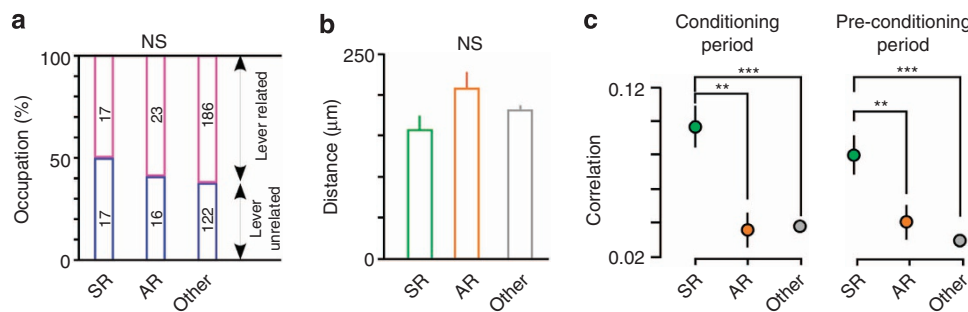 a
NS
100
50
0
Occupation (%)
17
23
186
17
16
122
Lever related
Lever
unrelated
SR
AR
Other
b
NS
250
0
Distance (μm)
SR
AR
Other
c
Conditioning
period
Pre-conditioning
period
***
**
***
**
0.12
0.02
Correlation
SR
AR
Other
SR
AR
Other